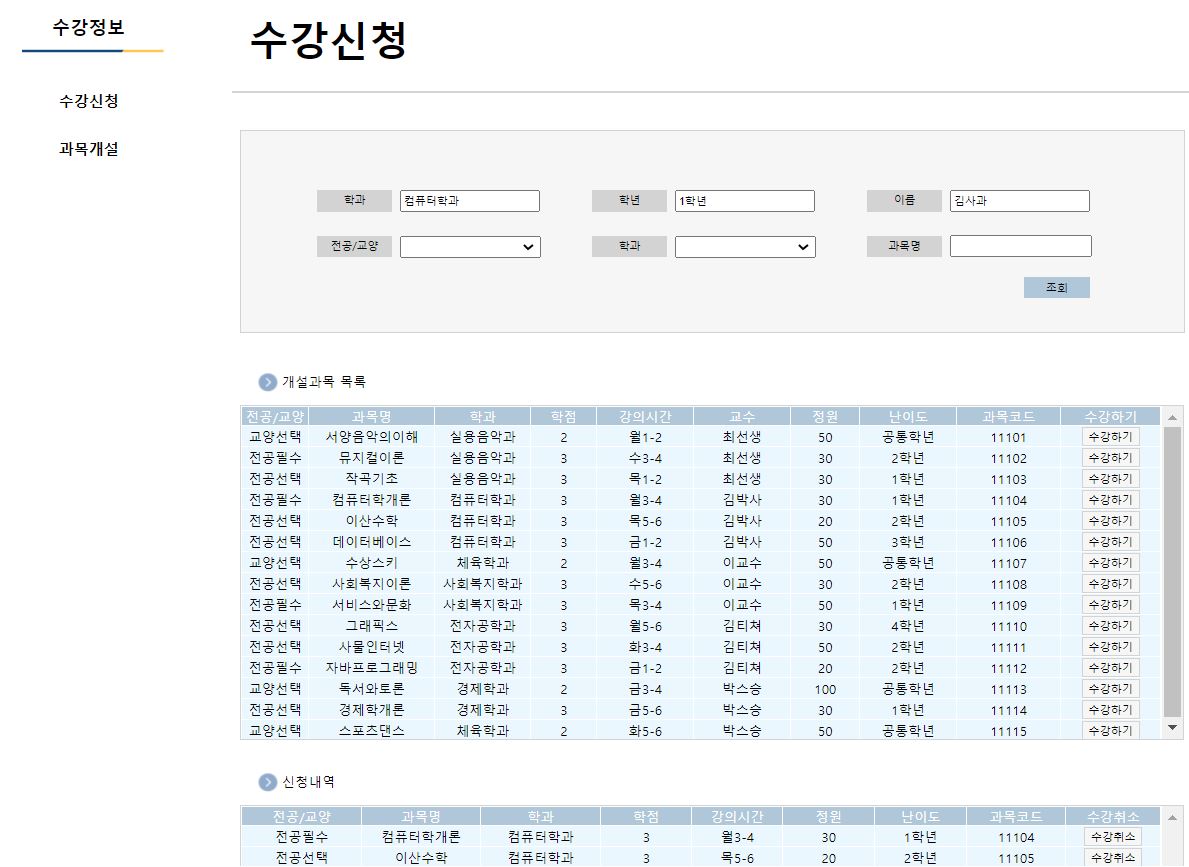 수강정보
수강신청
과목개설
수강신청
학과 컴퓨터학과 학년 1학년 이름 김사과
전공/교양 학과 과목명
조회
개설과목 목록
전공/교양 과목명 학과 학점 강의시간 교수 정원 난이도 과목코드 수강하기
교양선택 서양음악의이해 실용음악과 2 월1-2 최선생 50 공통학년 11101 수강하기
전공필수 뮤지컬이론 실용음악과 3 수3-4 최선생 30 2학년 11102 수강하기
전공선택 작곡기초 실용음악과 3 목1-2 최선생 30 1학년 11103 수강하기
전공필수 컴퓨터학개론 컴퓨터학과 3 월3-4 김박사 30 1학년 11104 수강하기
전공선택 이산수학 컴퓨터학과 3 목5-6 김박사 20 2학년 11105 수강하기
전공선택 데이터베이스 컴퓨터학과 3 금1-2 김박사 50 3학년 11106 수강하기
교양선택 수상스키 체육학과 2 월3-4 이교수 50 공통학년 11107 수강하기
전공선택 사회복지이론 사회복지학과 3 수5-6 이교수 30 2학년 11108 수강하기
전공필수 서비스와문화 사회복지학과 3 목3-4 이교수 50 1학년 11109 수강하기
전공선택 그래픽스 전자공학과 3 월5-6 김티쳐 30 4학년 11110 수강하기
전공선택 사물인터넷 전자공학과 3 화3-4 김티쳐 50 2학년 11111 수강하기
전공필수 자바프로그래밍 전자공학과 3 금1-2 김티쳐 20 2학년 11112 수강하기
교양선택 독서와토론 경제학과 2 금3-4 박스승 100 공통학년 11113 수강하기
전공선택 경제학개론 경제학과 3 금5-6 박스승 30 1학년 11114 수강하기
교양선택 스포츠댄스 체육학과 2 화5-6 박스승 50 공통학년 11115 수강하기
신청내역
전공/교양 과목명 학과 학점 강의시간 정원 난이도 과목코드 수강취소
전공필수 컴퓨터학개론 컴퓨터학과 3 월3-4 30 1학년 11104 수강취소
전공선택 이산수학 컴퓨터학과 3 목5-6 20 2학년 11105 수강취소